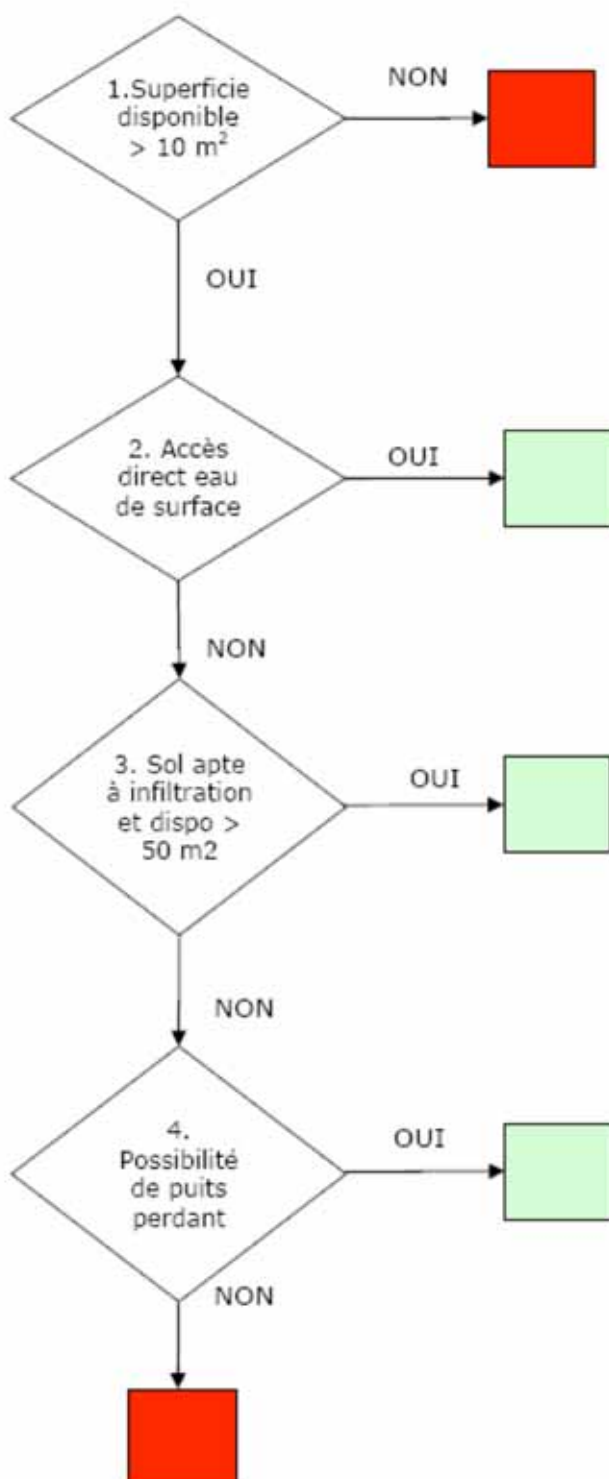 1.Superficie
disponible
> 10 m²
NON
OUI
2. Accès
direct eau
de surface
OUI
NON
3. Sol apte
à infiltration
et dispo >
50 m2
OUI
NON
4.
Possibilité
de puits
perdant
OUI
NON